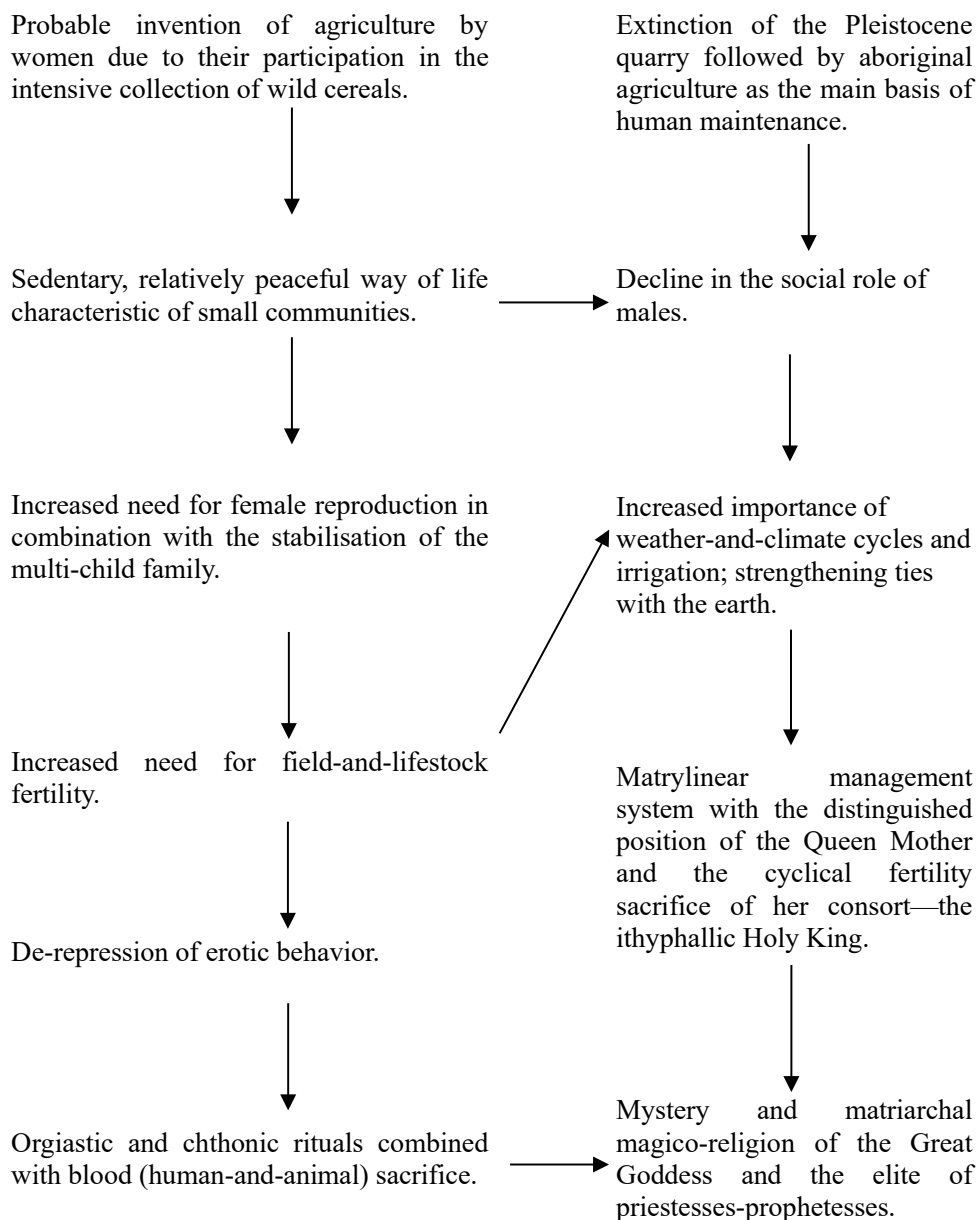 Probable invention of agriculture by
women due to their participation in the
intensive collection of wild cereals.
Extinction of the Pleistocene
quarry followed by aboriginal
agriculture as the main basis of
human maintenance.
Sedentary, relatively peaceful way of life
characteristic of small communities.
Decline in the social role of
males.
Increased need for female reproduction in
combination with the stabilisation of the
multi-child family.
Increased importance of
weather-and-climate cycles and
irrigation; strengthening ties
with the earth.
Increased need for field-and-lifestock
fertility.
Matrylinear management
system with the distinguished
position of the Queen Mother
and the cyclical fertility
sacrifice of her consort—the
ithyphallic Holy King.
De-repression of erotic behavior.
Orgiastic and chthonic rituals combined
with blood (human-and-animal) sacrifice.
Mystery and matriarchal
magico-religion of the Great
Goddess and the elite of
priestesses-prophetesses.